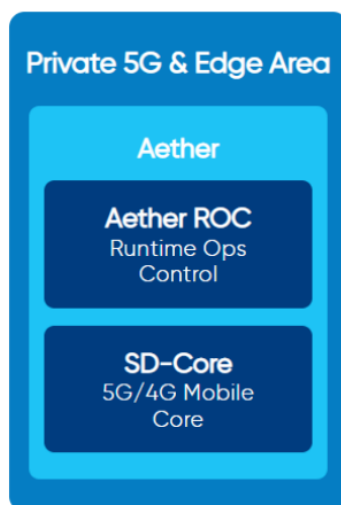 Private 5G & Edge Area
Aether
Aether ROC
Runtime Ops
Control
SD-Core
5G/4G Mobile
Core